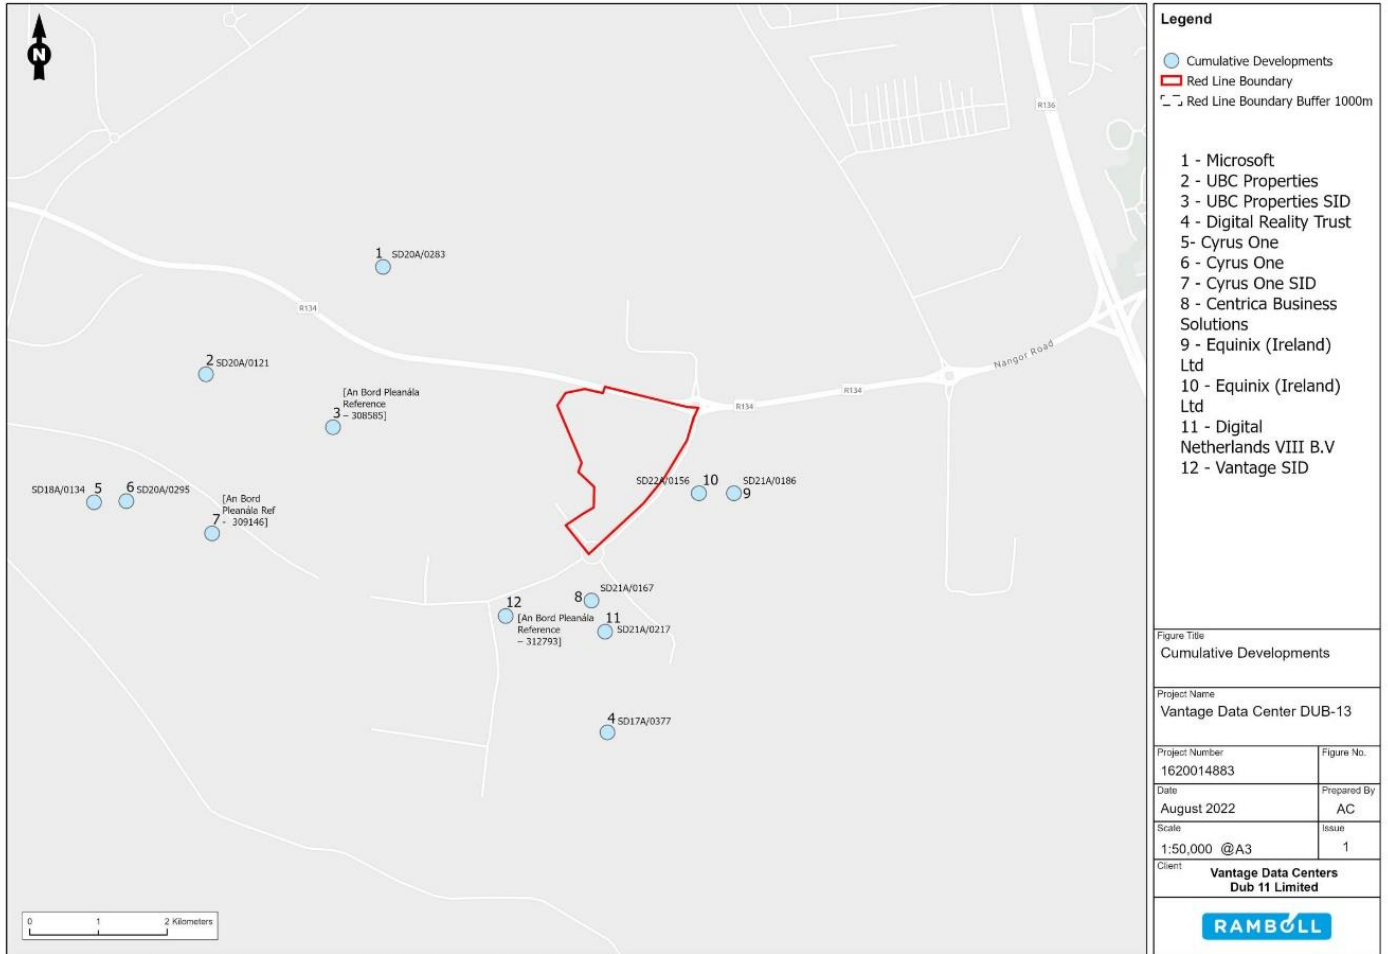 N
R136
1 SD20A/0283
R134
2 SD20A/0121
[An Bord Pleanála
Reference
3 – 308585]
Nangor Road
R134
R134
SD18A/0134 5
6 SD20A/0295
[An Bord
Pleanála Ref
7 - 309146]
SD22A/0156 10
SD21A/0186
9
SD21A/0167
8
12
[An Bord Pleanála
Reference
– 312793]
11
SD21A/0217
4 SD17A/0377
0 1 2 Kilometers
Legend
Cumulative Developments
Red Line Boundary
Red Line Boundary Buffer 1000m
1 - Microsoft
2 - UBC Properties
3 - UBC Properties SID
4 - Digital Reality Trust
5- Cyrus One
6 - Cyrus One
7 - Cyrus One SID
8 - Centrica Business
Solutions
9 - Equinix (Ireland)
Ltd
10 - Equinix (Ireland)
Ltd
11 - Digital
Netherlands VIII B.V
12 - Vantage SID
Figure Title
Cumulative Developments
Project Name
Vantage Data Center DUB-13
Project Number
1620014883
Figure No.
Date
August 2022
Prepared By
AC
Scale
1:50,000 @A3
Issue
1
Client
Vantage Data Centers
Dub 11 Limited
RAMBOLL